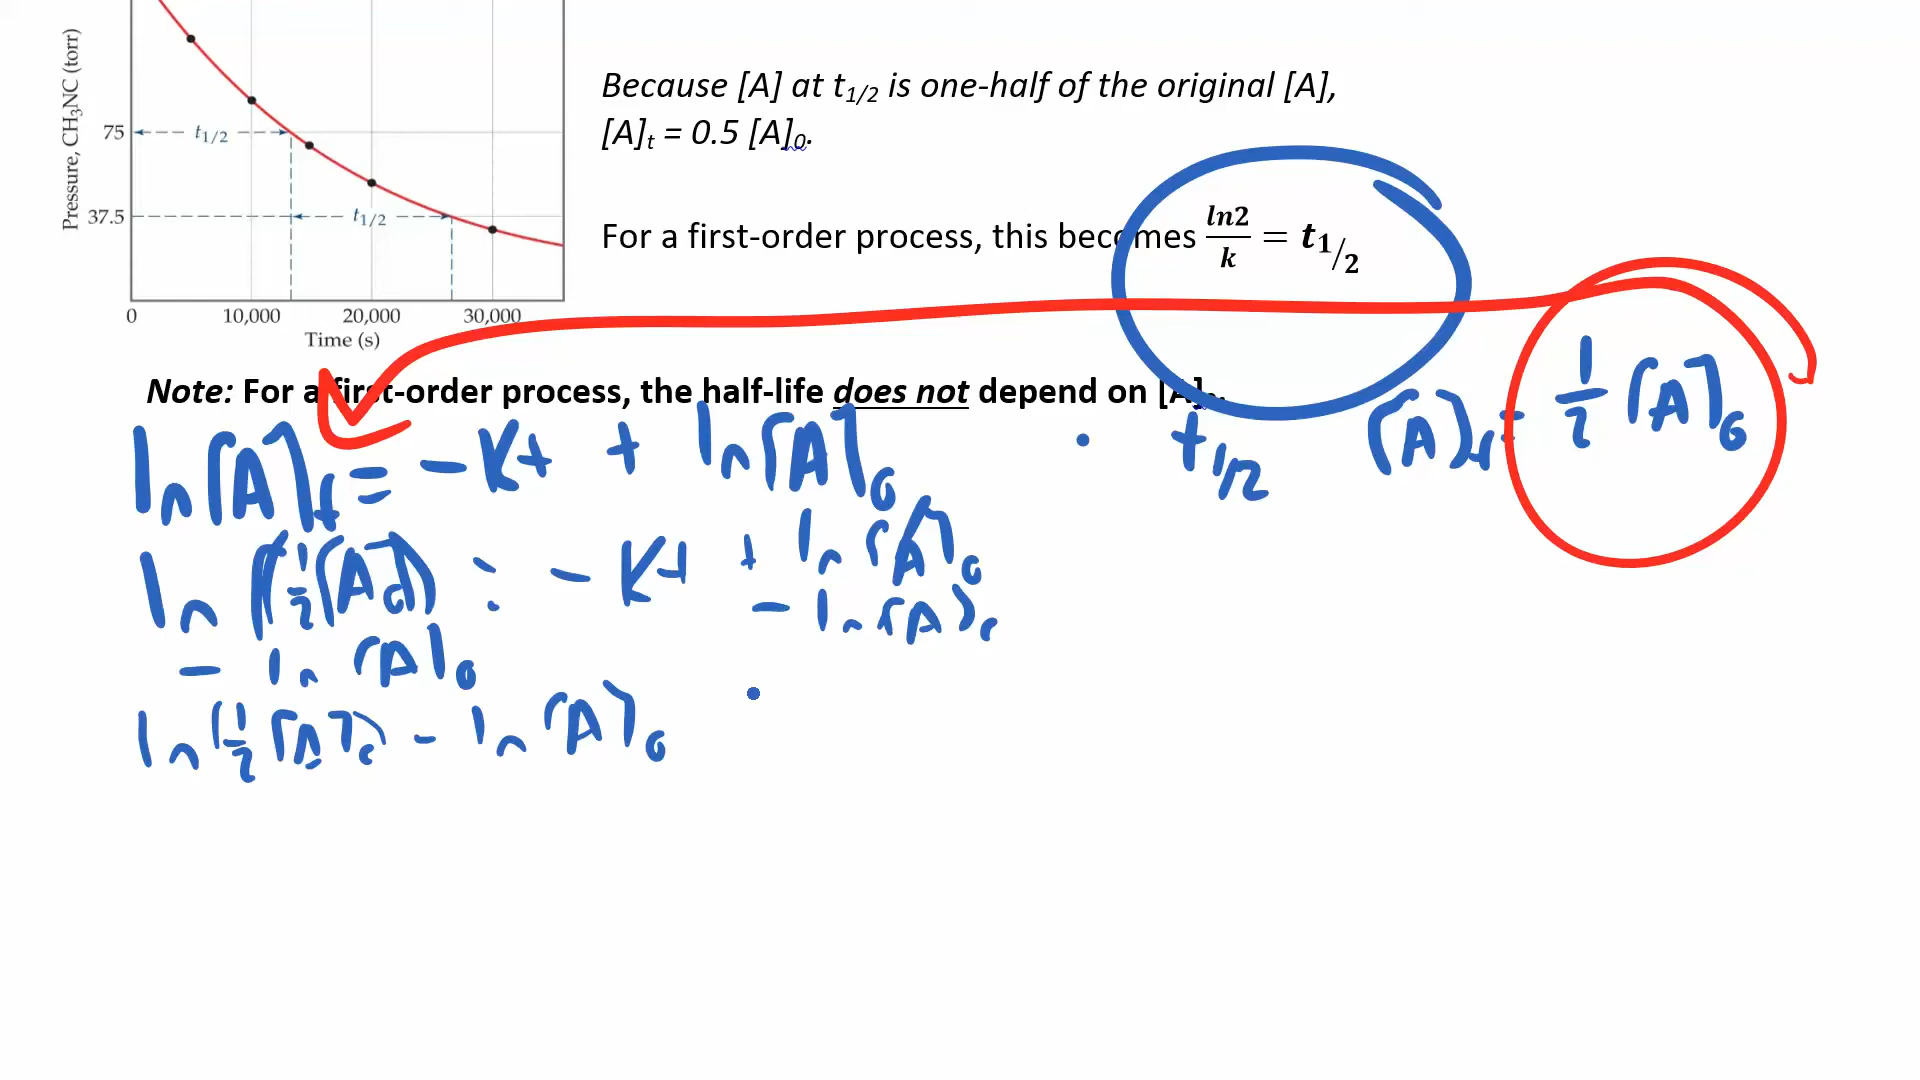 Pressure, CH₃NC (torr)
75
t₁/₂
37.5
t₁/₂
0 10,000 20,000 30,000
Time (s)
Because [A] at t₁/₂ is one-half of the original [A],
[A]ₜ = 0.5 [A]₀.
For a first-order process, this becomes ln2/k = t₁/₂
Note: For a first-order process, the half-life does not depend on [A]₀.
ln[A]t = -Kt + ln[A]₀
t₁/₂ [A]t = 1/2 [A]₀
ln(1/2[A]₀) = -Kt + ln[A]₀
- ln[A]₀ - ln[A]₀
ln(1/2[A]₀) - ln[A]₀